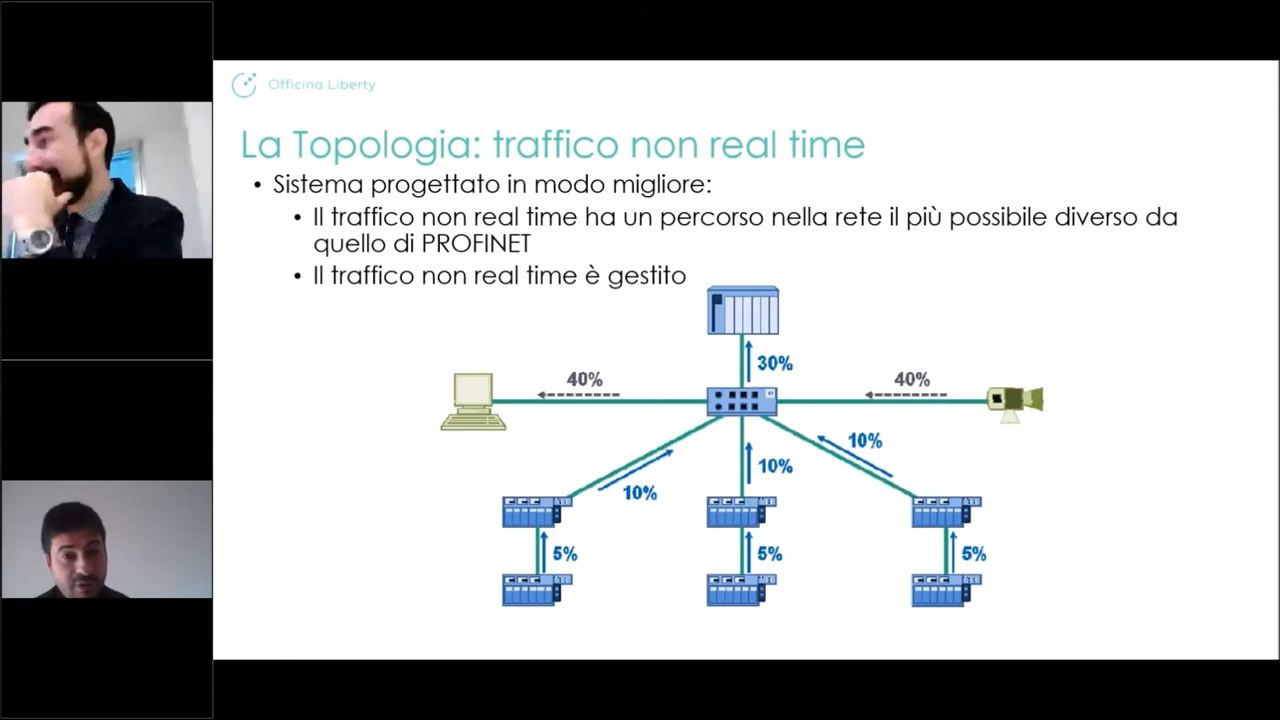 Officina Liberty
La Topologia: traffico non real time
• Sistema progettato in modo migliore:
• Il traffico non real time ha un percorso nella rete il più possibile diverso da
quello di PROFINET
• Il traffico non real time è gestito
30%
40%
40%
10%
10%
10%
5%
5%
5%